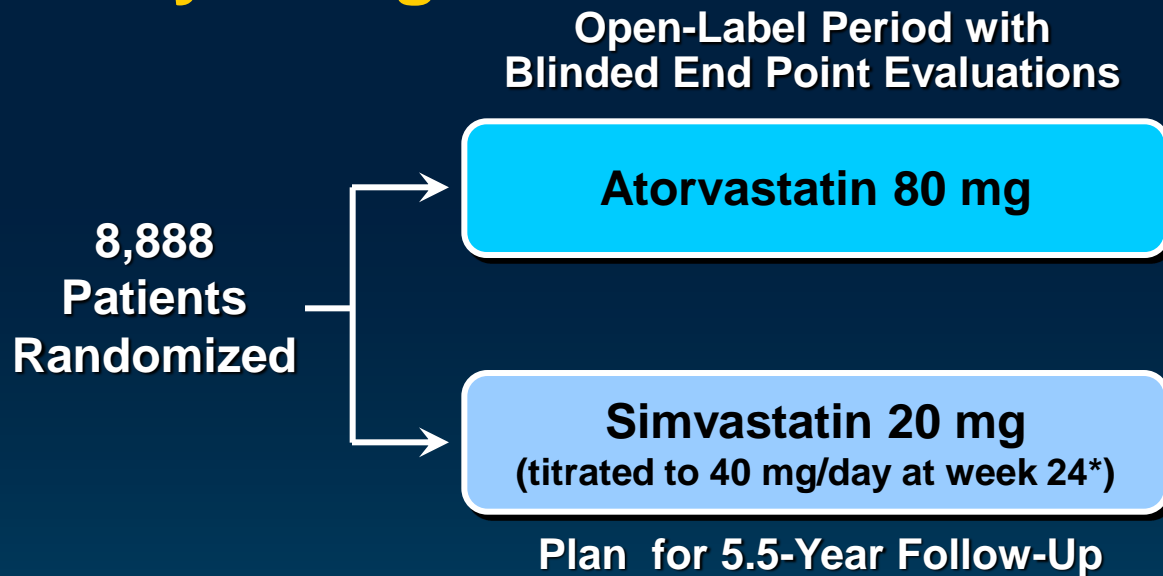 Open-Label Period with
Blinded End Point Evaluations
Atorvastatin 80 mg
8,888
Patients
Randomized
Simvastatin 20 mg
(titrated to 40 mg/day at week 24*)
Plan for 5.5-Year Follow-Up